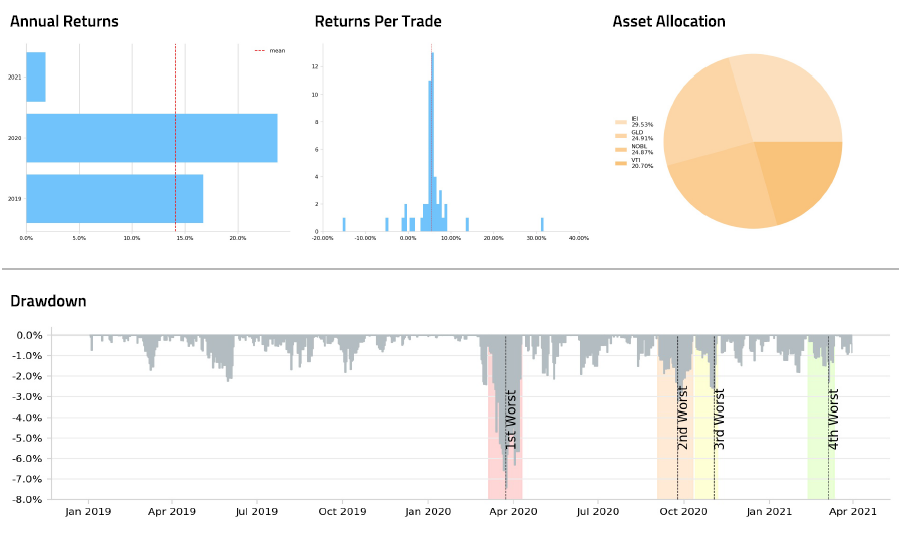 Annual Returns
Returns Per Trade
Asset Allocation
mean
2021
2020
2019
0.0%
5.0%
10.0%
15.0%
20.0%
12
10
8
6
4
2
0
-20.00%
-10.00%
0.00%
10.00%
20.00%
30.00%
40.00%
IEI
29.53%
GLD
24.91%
NOBL
24.87%
VTI
20.70%
Drawdown
0.0%
-1.0%
-2.0%
-3.0%
-4.0%
-5.0%
-6.0%
-7.0%
-8.0%
1st Worst
2nd Worst
3rd Worst
4th Worst
Jan 2019
Apr 2019
Jul 2019
Oct 2019
Jan 2020
Apr 2020
Jul 2020
Oct 2020
Jan 2021
Apr 2021